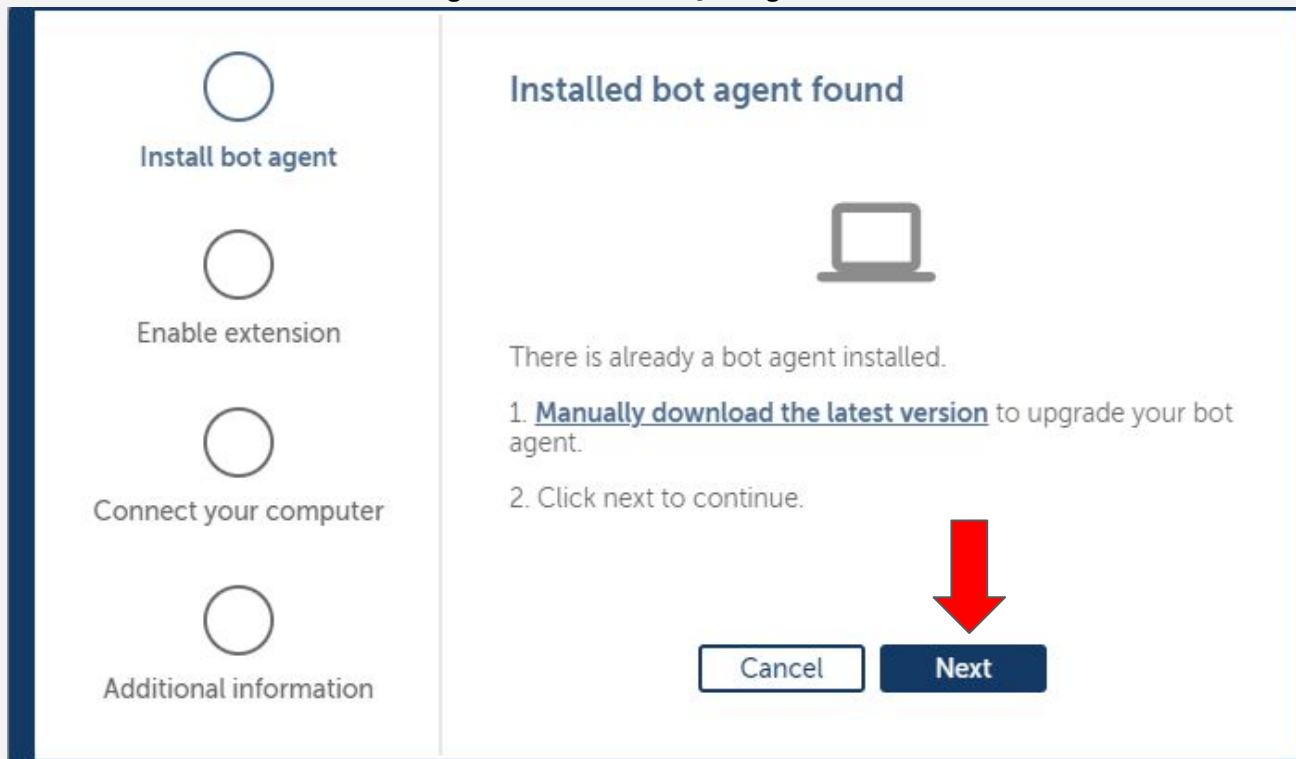 Install bot agent
Enable extension
Connect your computer
Additional information
Installed bot agent found
There is already a bot agent installed.
1. Manually download the latest version to upgrade your bot
agent.
2. Click next to continue.
Cancel
Next